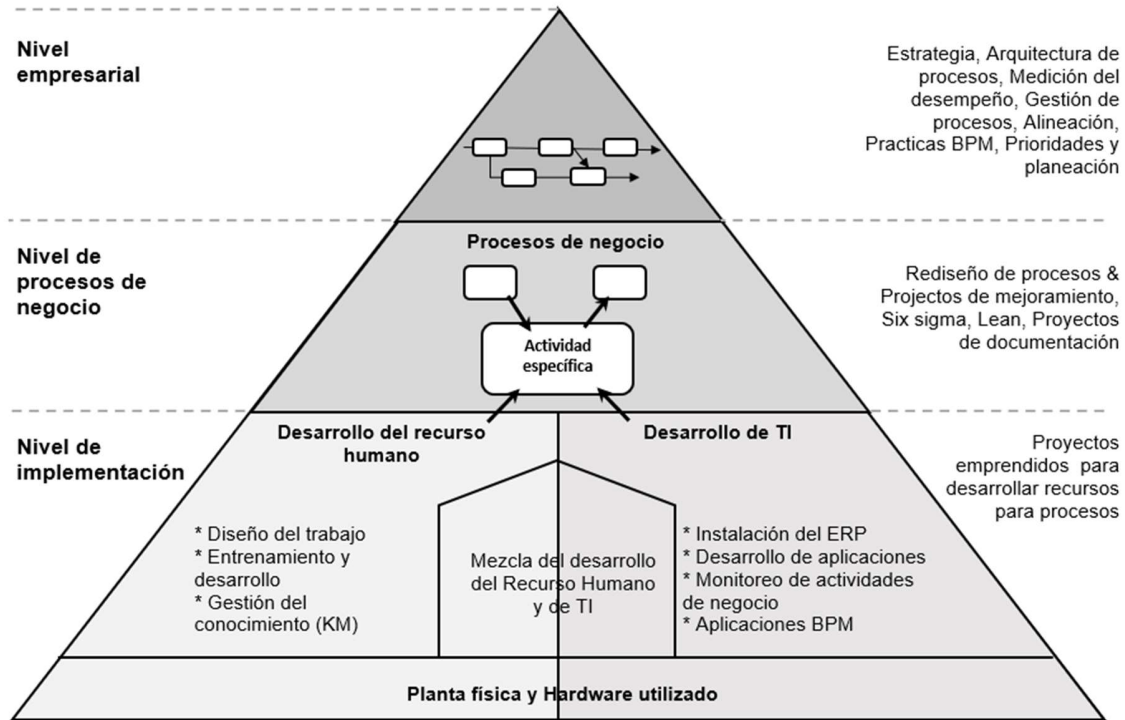 Nivel
empresarial
Estrategia, Arquitectura de
procesos, Medición del
desempeño, Gestión de
procesos, Alineación,
Practicas BPM, Prioridades y
planeación
Nivel de
procesos de
negocio
Procesos de negocio
Actividad
específica
Rediseño de procesos &
Projectos de mejoramiento,
Six sigma, Lean, Proyectos
de documentación
Nivel de
implementación
Desarrollo del recurso
humano
* Diseño del trabajo
* Entrenamiento y
desarrollo
* Gestión del
conocimiento (KM)
Mezcla del desarrollo
del Recurso Humano
y de TI
Desarrollo de TI
* Instalación del ERP
* Desarrollo de aplicaciones
* Monitoreo de actividades
de negocio
* Aplicaciones BPM
Proyectos
emprendidos para
desarrollar recursos
para procesos
Planta física y Hardware utilizado